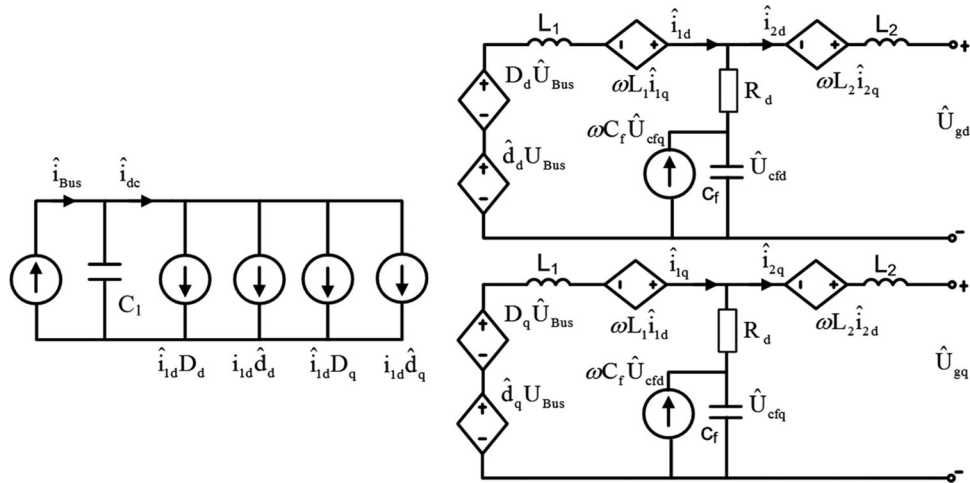 î_Bus î_dc
C_1
î_1d D_d i_1d d̂_d î_1d D_q i_1d d̂_q
L_1 î_1d î_2d L_2
+
D_d Û_Bus ωL_1 î_1q ωL_2 î_2q
R_d
Û_gd
ωC_f Û_cfq
d̂_d U_Bus Û_cfd
C_f
-
L_1 î_1q î_2q L_2
+
D_q Û_Bus ωL_1 î_1d ωL_2 î_2d
R_d
Û_gq
ωC_f Û_cfd
d̂_q U_Bus Û_cfq
C_f
-